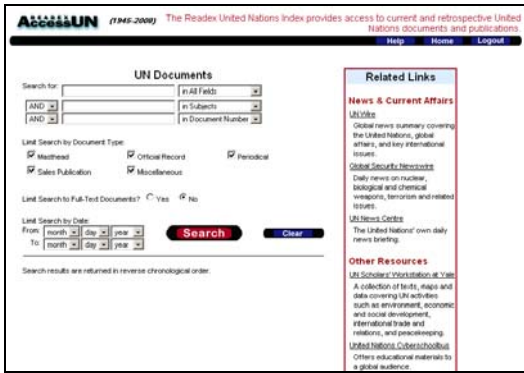 AccessUN (1945-2008) The Readex United Nations Index provides access to current and retrospective United
Nations documents and publications.
Help Home Logout
UN Documents
Search for: in All Fields
AND in Subjects
AND in Document Number
Limit Search by Document Type:
Masthead Official Record Periodical
Sales Publication Miscellaneous
Limit Search to Full-Text Documents? Yes No
Limit Search by Date:
From: month day year
To: month day year
Search Clear
Search results are returned in reverse chronological order.
Related Links
News & Current Affairs
UN Wire
Global news summary covering
the United Nations, global
affairs, and key international
issues.
Global Security Newswire
Daily news on nuclear,
biological and chemical
weapons, terrorism and related
issues.
UN News Centre
The United Nations' own daily
news briefing.
Other Resources
UN Scholars' Workstation at Yale
A collection of texts, maps and
data covering UN activities
such as environment, economic
and social development,
international trade and
relations, and peacekeeping.
United Nations Cyberschoolbus
Offers educational materials to
a global audience.